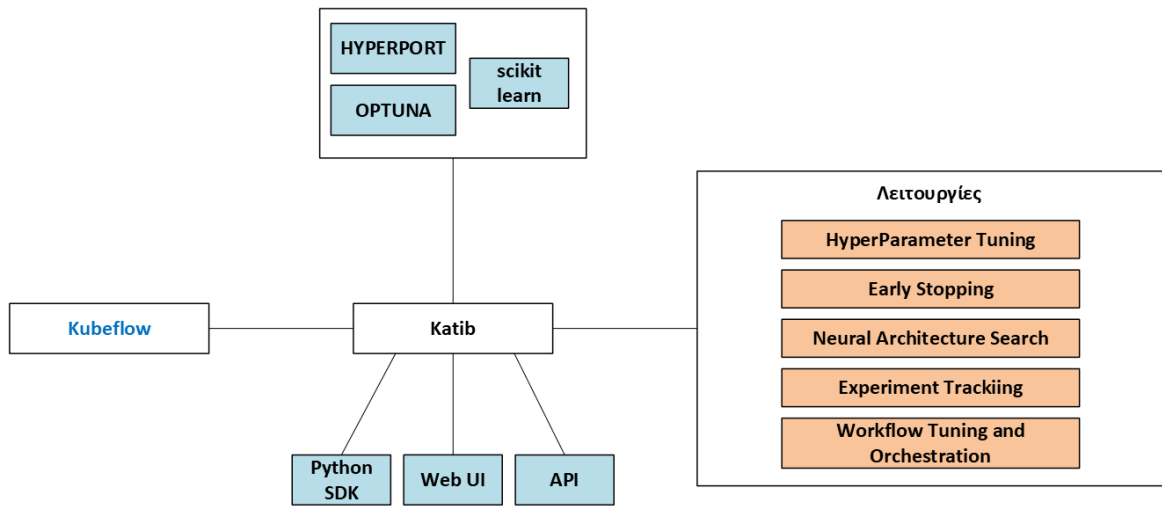 HYPERPORT
scikit
learn
OPTUNA
Λειτουργίες
HyperParameter Tuning
Early Stopping
Kubeflow
Katib
Neural Architecture Search
Experiment Trackiing
Workflow Tuning and
Orchestration
Python
SDK
Web UI
API